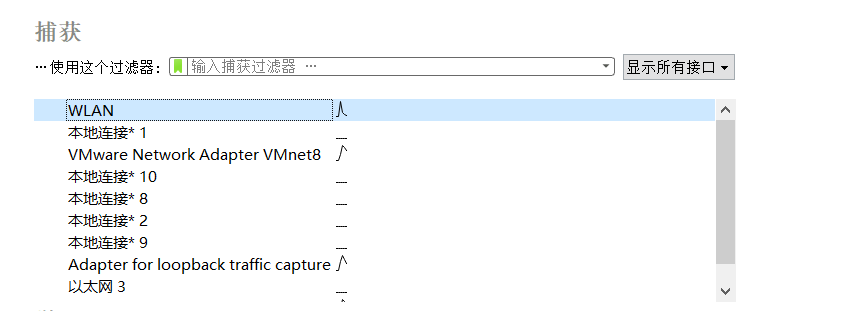 捕获
… 使用这个过滤器： 输入捕获过滤器 … 显示所有接口
WLAN
本地连接* 1
VMware Network Adapter VMnet8
本地连接* 10
本地连接* 8
本地连接* 2
本地连接* 9
Adapter for loopback traffic capture
以太网 3